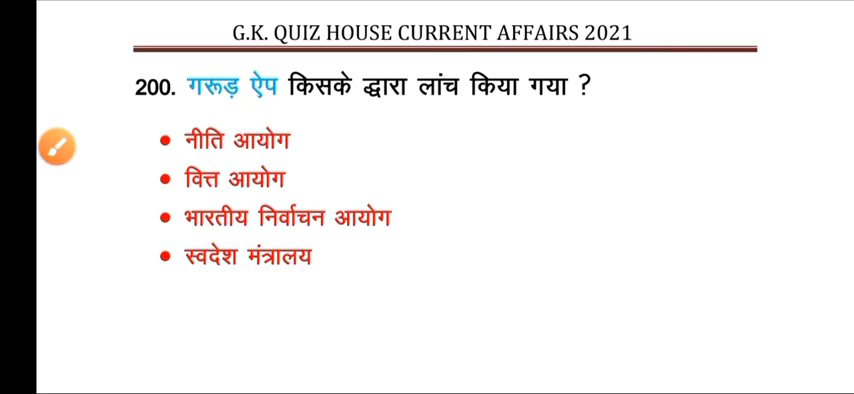 G.K. QUIZ HOUSE CURRENT AFFAIRS 2021
200. गरूड़ ऐप किसके द्वारा लांच किया गया ?
• नीति आयोग
• वित्त आयोग
• भारतीय निर्वाचन आयोग
• स्वदेश मंत्रालय